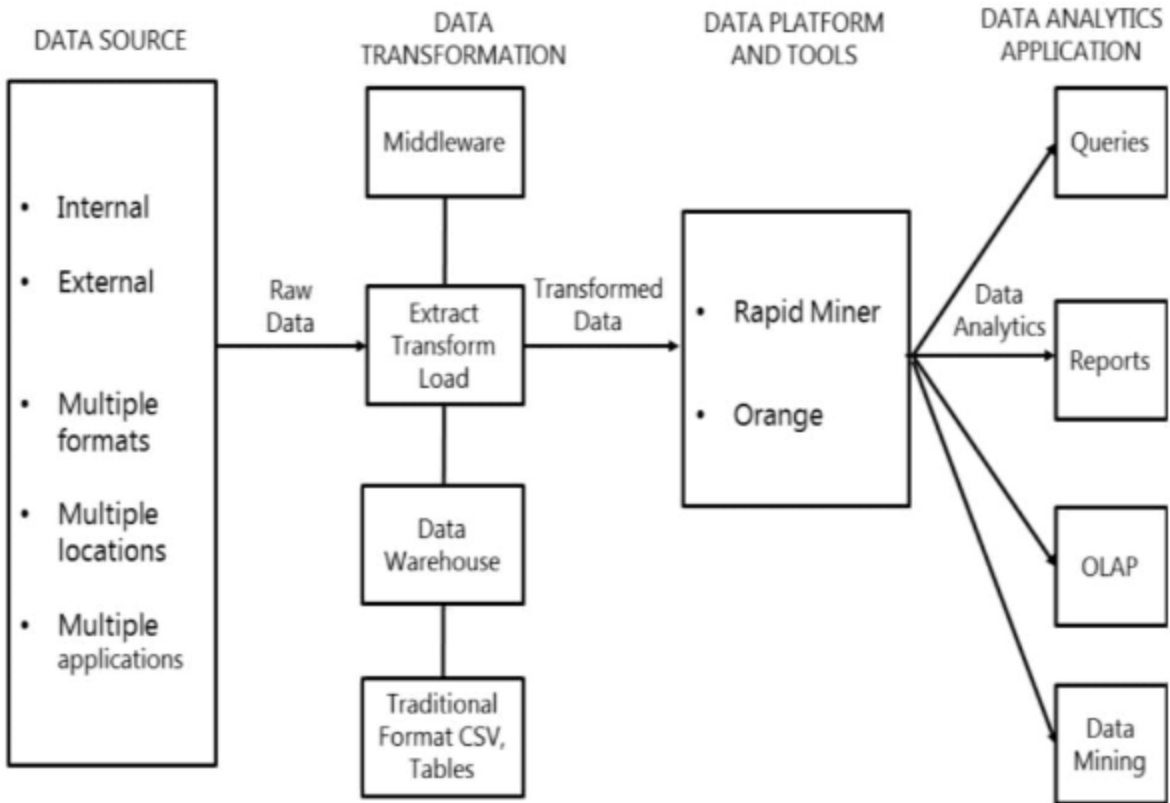 DATA SOURCE
DATA
TRANSFORMATION
DATA PLATFORM
AND TOOLS
DATA ANALYTICS
APPLICATION
• Internal
• External
• Multiple
formats
• Multiple
locations
• Multiple
applications
Raw
Data
Middleware
Extract
Transform
Load
Data
Warehouse
Traditional
Format CSV,
Tables
Transformed
Data
• Rapid Miner
• Orange
Data
Analytics
Queries
Reports
OLAP
Data
Mining